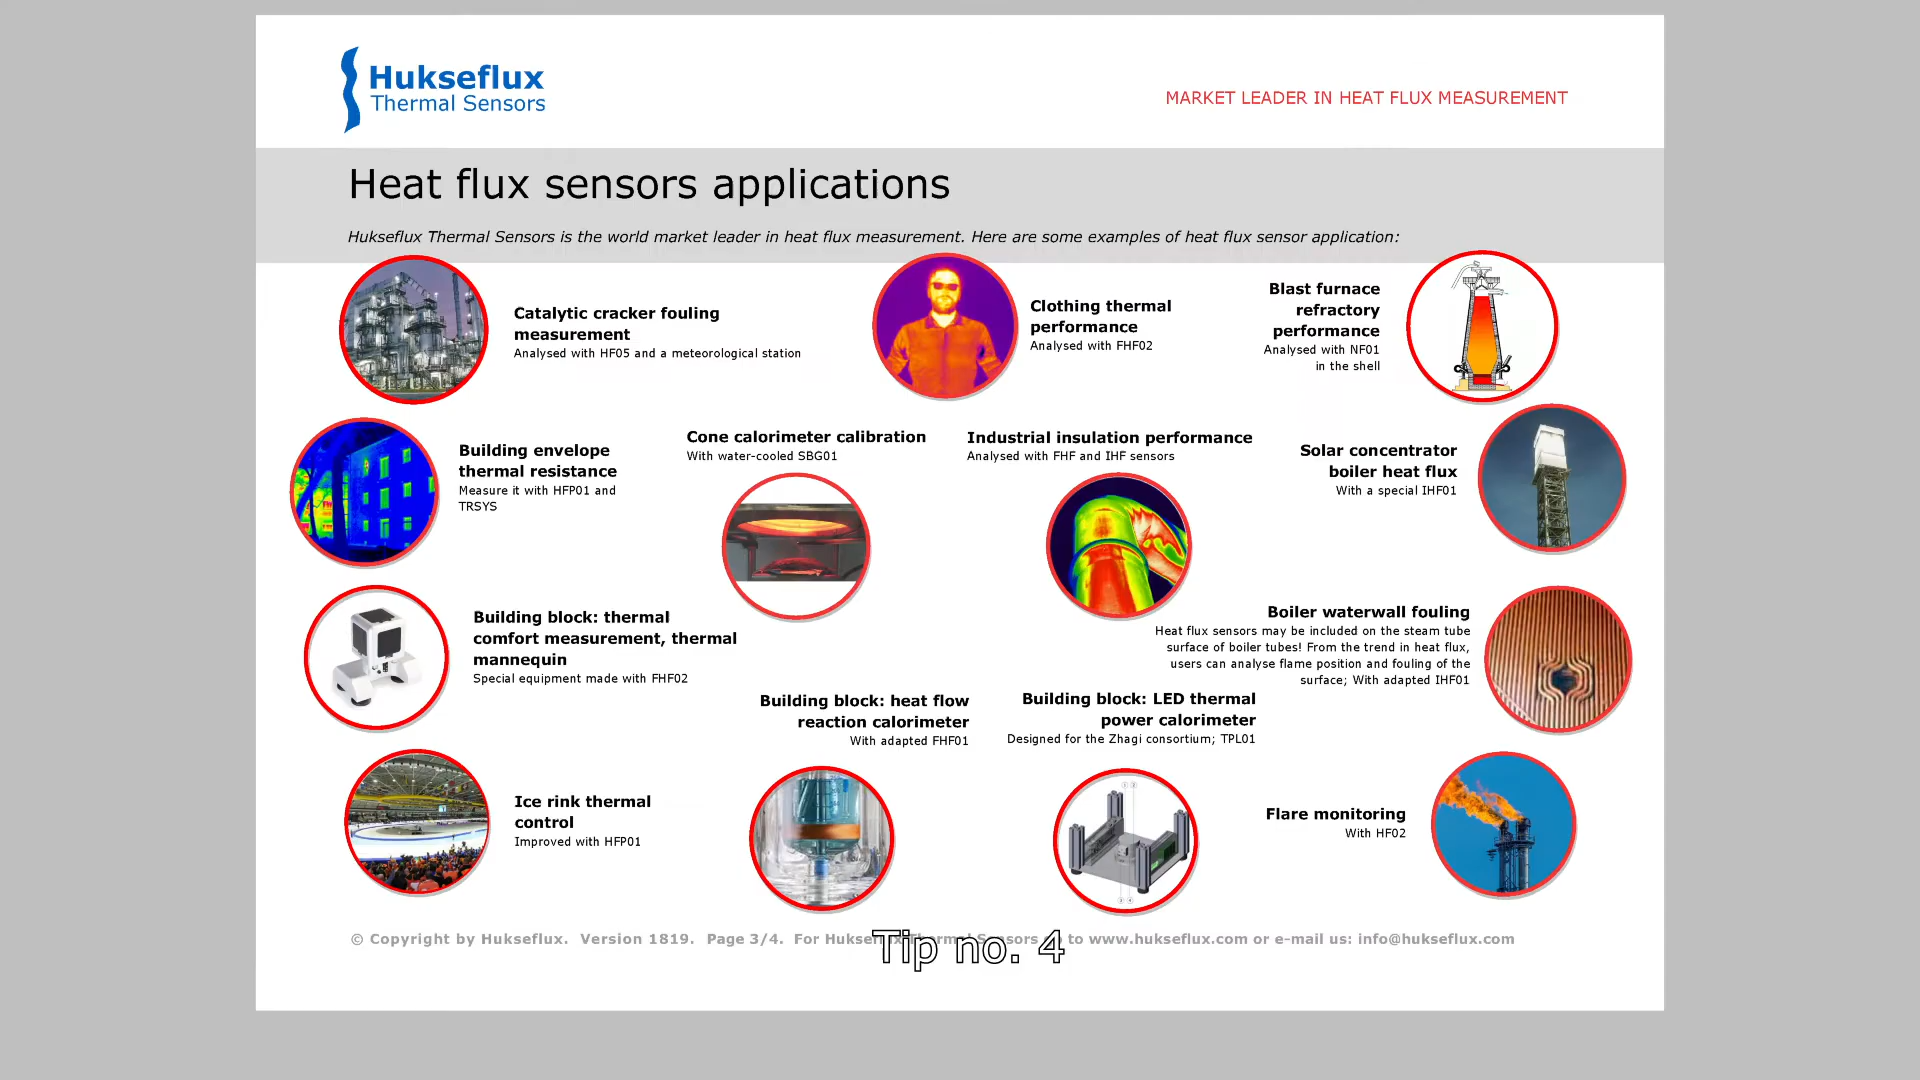 Hukseflux
Thermal Sensors
MARKET LEADER IN HEAT FLUX MEASUREMENT
Heat flux sensors applications
Hukseflux Thermal Sensors is the world market leader in heat flux measurement. Here are some examples of heat flux sensor application:
Catalytic cracker fouling
measurement
Analysed with HF05 and a meteorological station
Clothing thermal
performance
Analysed with FHF02
Blast furnace
refractory
performance
Analysed with NF01
in the shell
Building envelope
thermal resistance
Measure it with HFP01 and
TRSYS
Cone calorimeter calibration
With water-cooled SBG01
Industrial insulation performance
Analysed with FHF and IHF sensors
Solar concentrator
boiler heat flux
With a special IHF01
Building block: thermal
comfort measurement, thermal
mannequin
Special equipment made with FHF02
Boiler waterwall fouling
Heat flux sensors may be included on the steam tube
surface of boiler tubes! From the trend in heat flux,
users can analyse flame position and fouling of the
surface; With adapted IHF01
Building block: heat flow
reaction calorimeter
With adapted FHF01
Building block: LED thermal
power calorimeter
Designed for the Zhagi consortium; TPL01
Ice rink thermal
control
Improved with HFP01
Flare monitoring
With HF02
© Copyright by Hukseflux. Version 1819. Page 3/4. For Hukseflux Thermal Sensors go to www.hukseflux.com or e-mail us: info@hukseflux.com
Tip no. 4